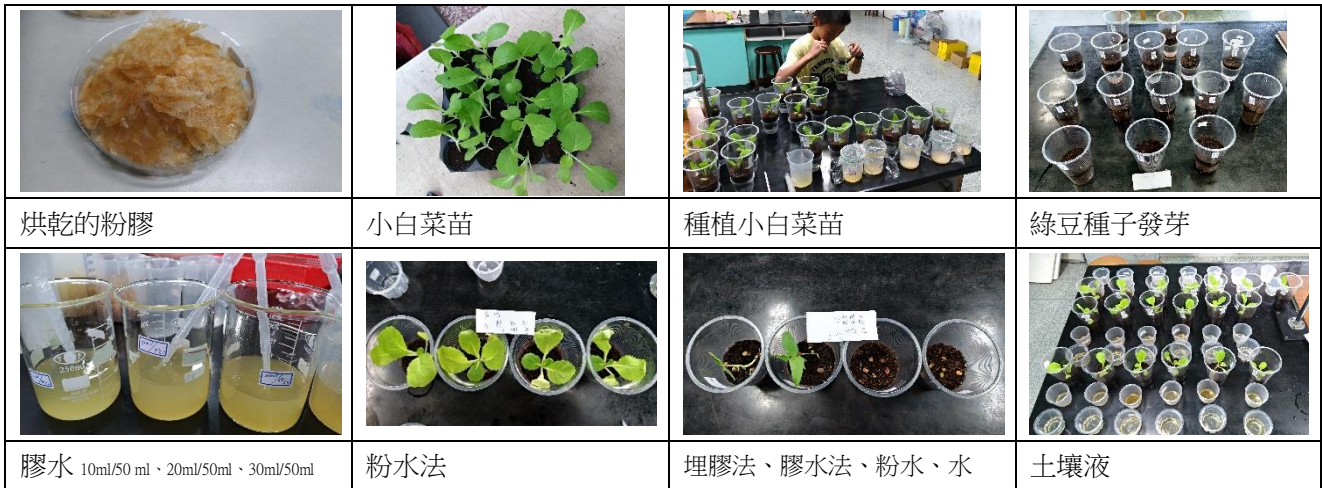 烘乾的粉膠
小白菜苗
種植小白菜苗
綠豆種子發芽
250ml
膠水 10ml/50 ml、20ml/50ml、30ml/50ml
粉水法
埋膠法、膠水法、粉水、水
土壤液